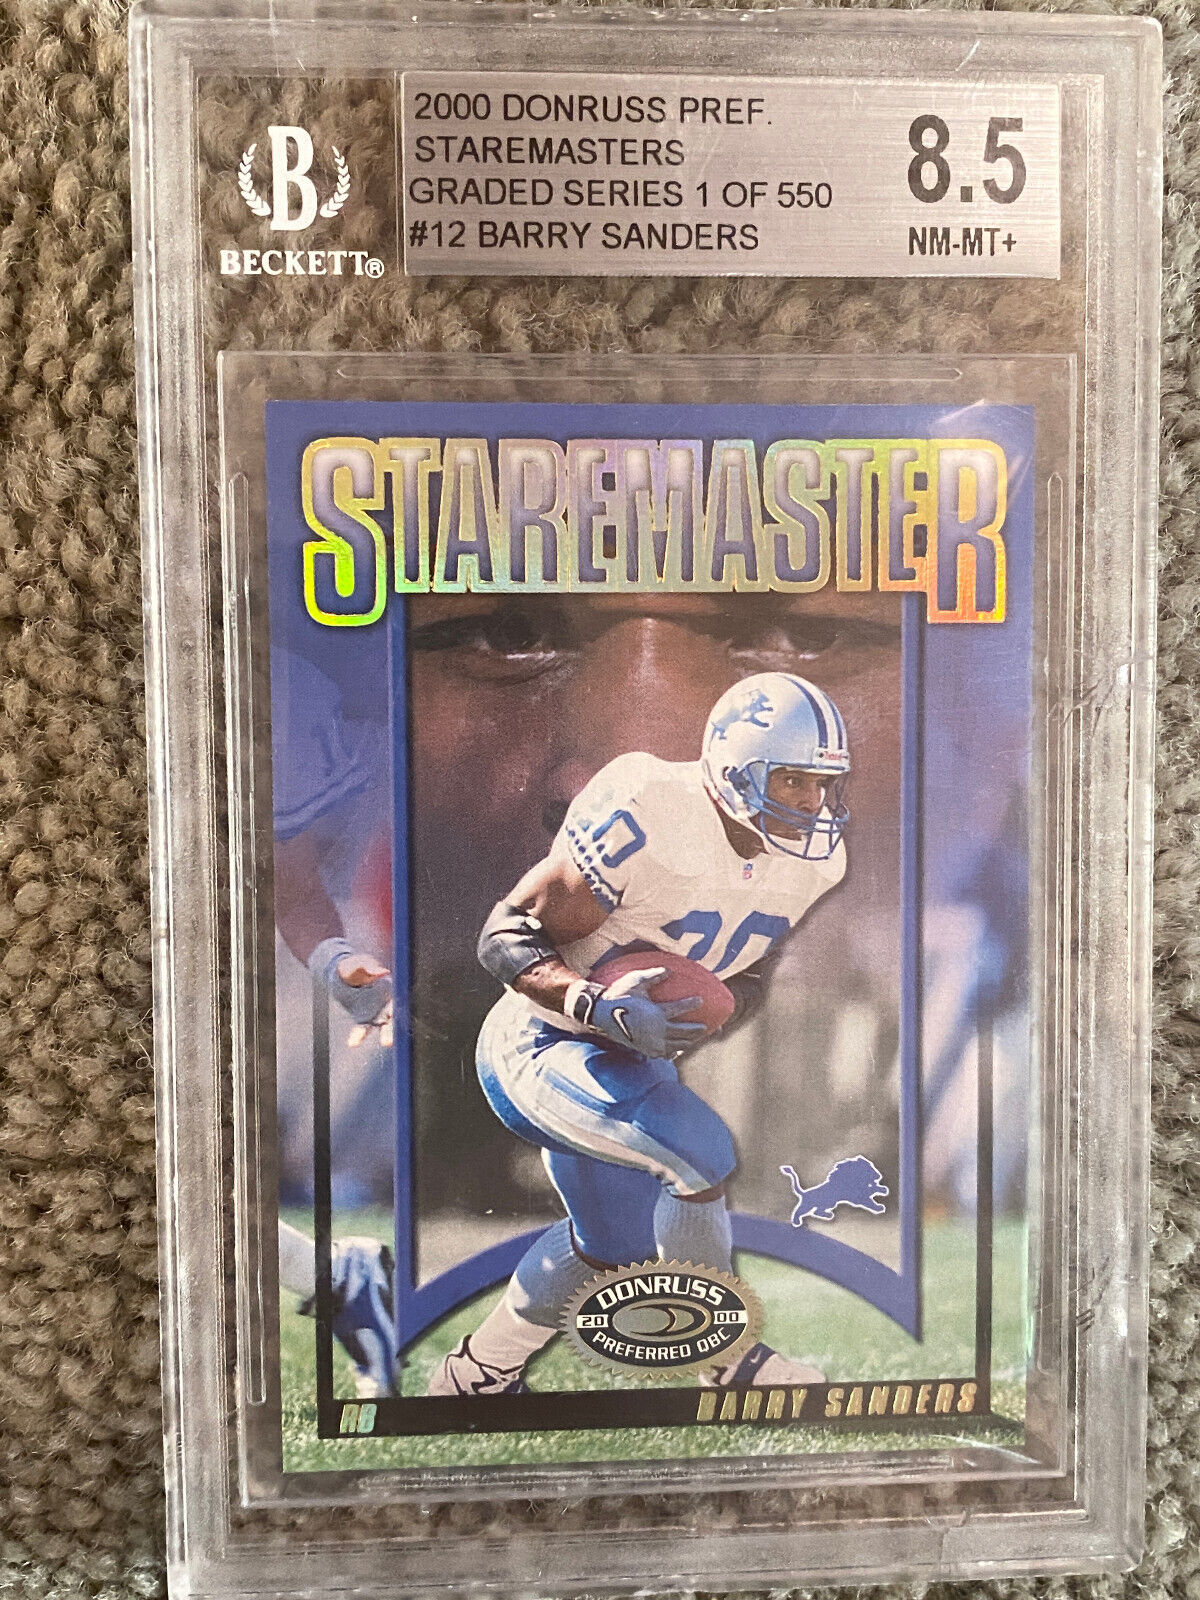 2000 DONRUSS PREF.
STAREMASTERS
GRADED SERIES 1 OF 550
#12 BARRY SANDERS
8.5
NM-MT+
B
BECKETT®
STAREMASTER
20
20
DONRUSS
20 00
PREFERRED QBC
RB
BARRY SANDERS